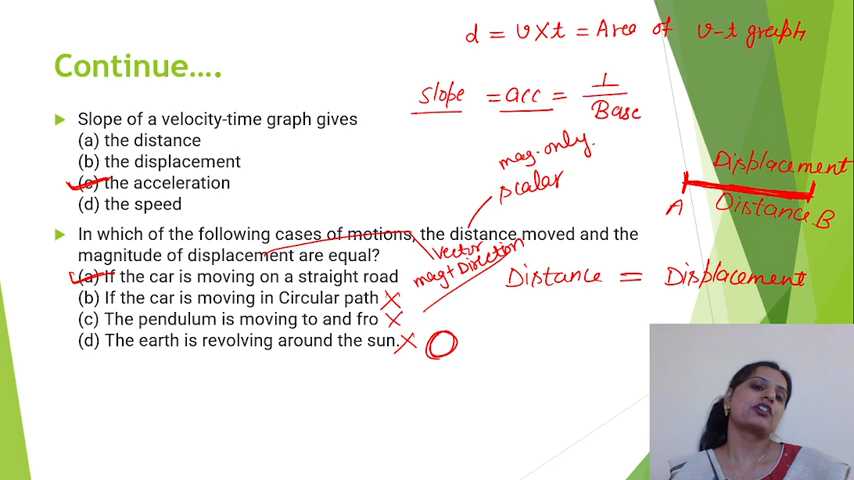 d = v x t = Area of v-t graph
Continue....
slope = acc = 1/Base
Slope of a velocity-time graph gives
(a) the distance
(b) the displacement
(c) the acceleration
(d) the speed
mag. only.
scalar
Displacement
A Distance B
In which of the following cases of motions, the distance moved and the
magnitude of displacement are equal?
vector
mag+Direction
(a) If the car is moving on a straight road
Distance = Displacement
(b) If the car is moving in Circular path
(c) The pendulum is moving to and fro
(d) The earth is revolving around the sun.